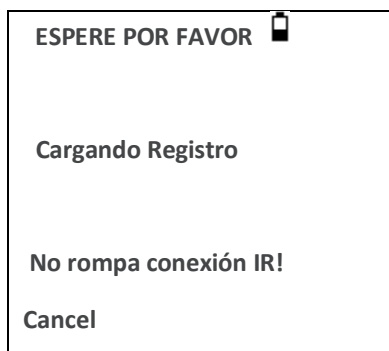 ESPERE POR FAVOR
Cargando Registro
No rompa conexión IR!
Cancel